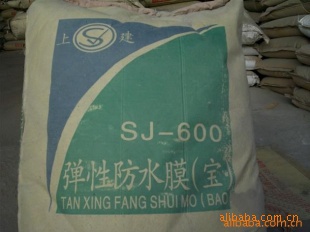 上 建
SJ-600
弹性防水膜(宝
TAN XING FANG SHUI MO (BAO
alibaba.com.cn
alibaba.com.cn